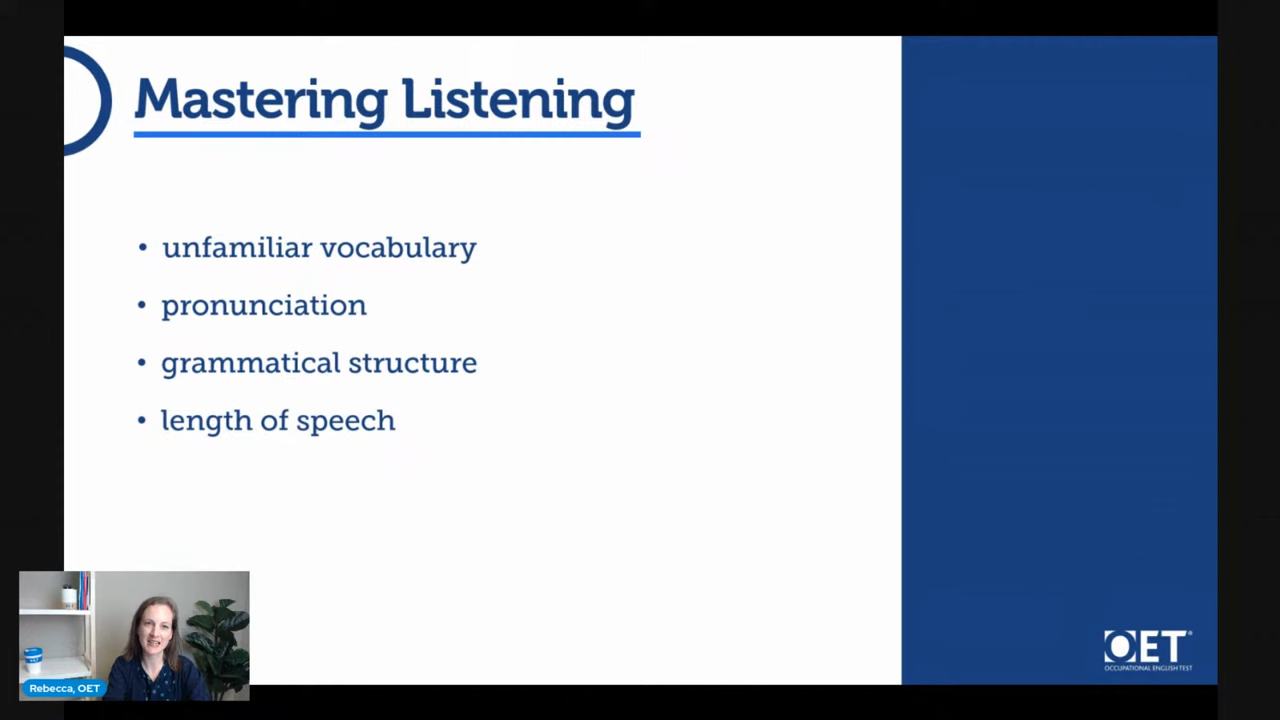 Mastering Listening
• unfamiliar vocabulary
• pronunciation
• grammatical structure
• length of speech
Rebecca, OET
OET
OCCUPATIONAL ENGLISH TEST